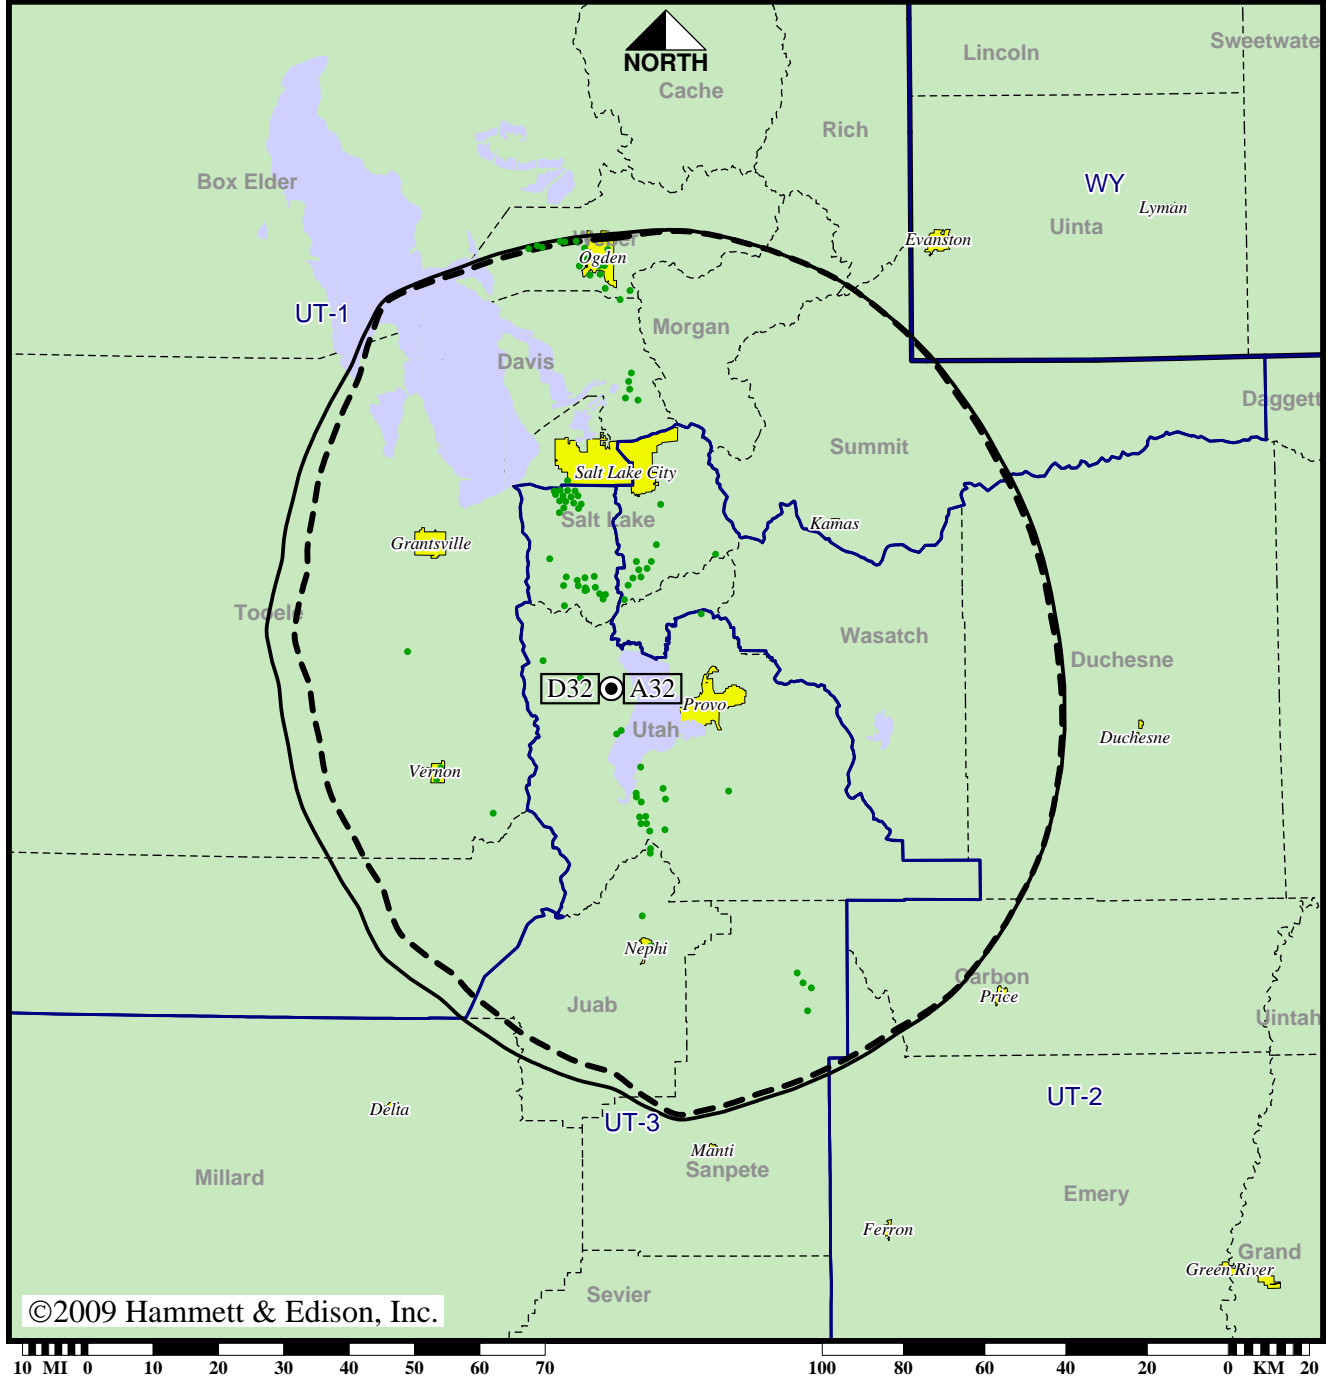 NORTH
Lincoln
Sweetwate
Cache
Rich
Box Elder
WY
Lyman
Uinta
Evanston
Weber
Ogden
UT-1
Morgan
Davis
Daggett
Summit
Salt Lake City
Salt Lake
Kamas
Grantsville
Tooele
Wasatch
Duchesne
D32
A32
Provo
Utah
Duchesne
Vernon
Nephi
Carbon
Price
Juab
Uintah
UT-2
Delta
UT-3
Manti
Sanpete
Millard
Emery
Ferron
Grand
Green River
Sevier
©2009 Hammett & Edison, Inc.
10 MI 0 10 20 30 40 50 60 70 100 80 60 40 20 0 KM 20